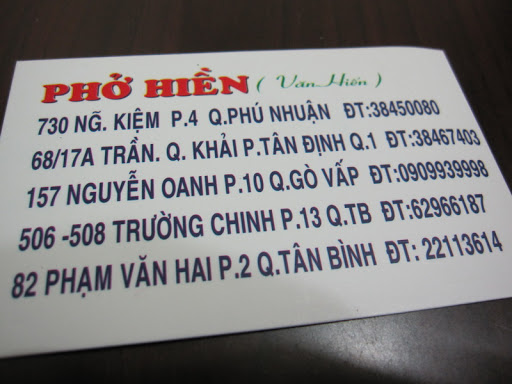 PHỞ HIỀN ( Văn Hiến )
730 NG. KIỆM P.4 Q.PHÚ NHUẬN ĐT:38450080
68/17A TRẦN. Q. KHẢI P.TÂN ĐỊNH Q.1 ĐT:38467403
157 NGUYỄN OANH P.10 Q.GÒ VẤP ĐT:0909939998
506 -508 TRƯỜNG CHINH P.13 Q.TB ĐT:62966187
82 PHẠM VĂN HAI P.2 Q.TÂN BÌNH ĐT: 22113614